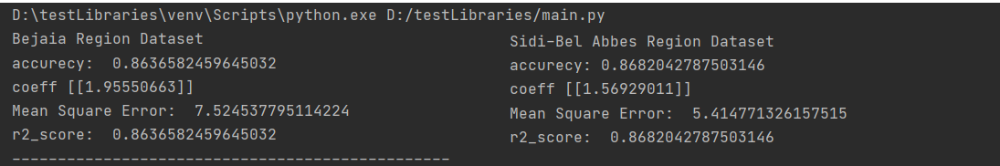 D:\testLibraries\venv\Scripts\python.exe D:/testLibraries/main.py
Bejaia Region Dataset
accurecy:  0.8636582459645032
coeff [[1.95550663]]
Mean Square Error:  7.524537795114224
r2_score:  0.8636582459645032
------------------------------------------------
Sidi-Bel Abbes Region Dataset
accurecy: 0.8682042787503146
coeff [[1.56929011]]
Mean Square Error:  5.414771326157515
r2_score:  0.8682042787503146